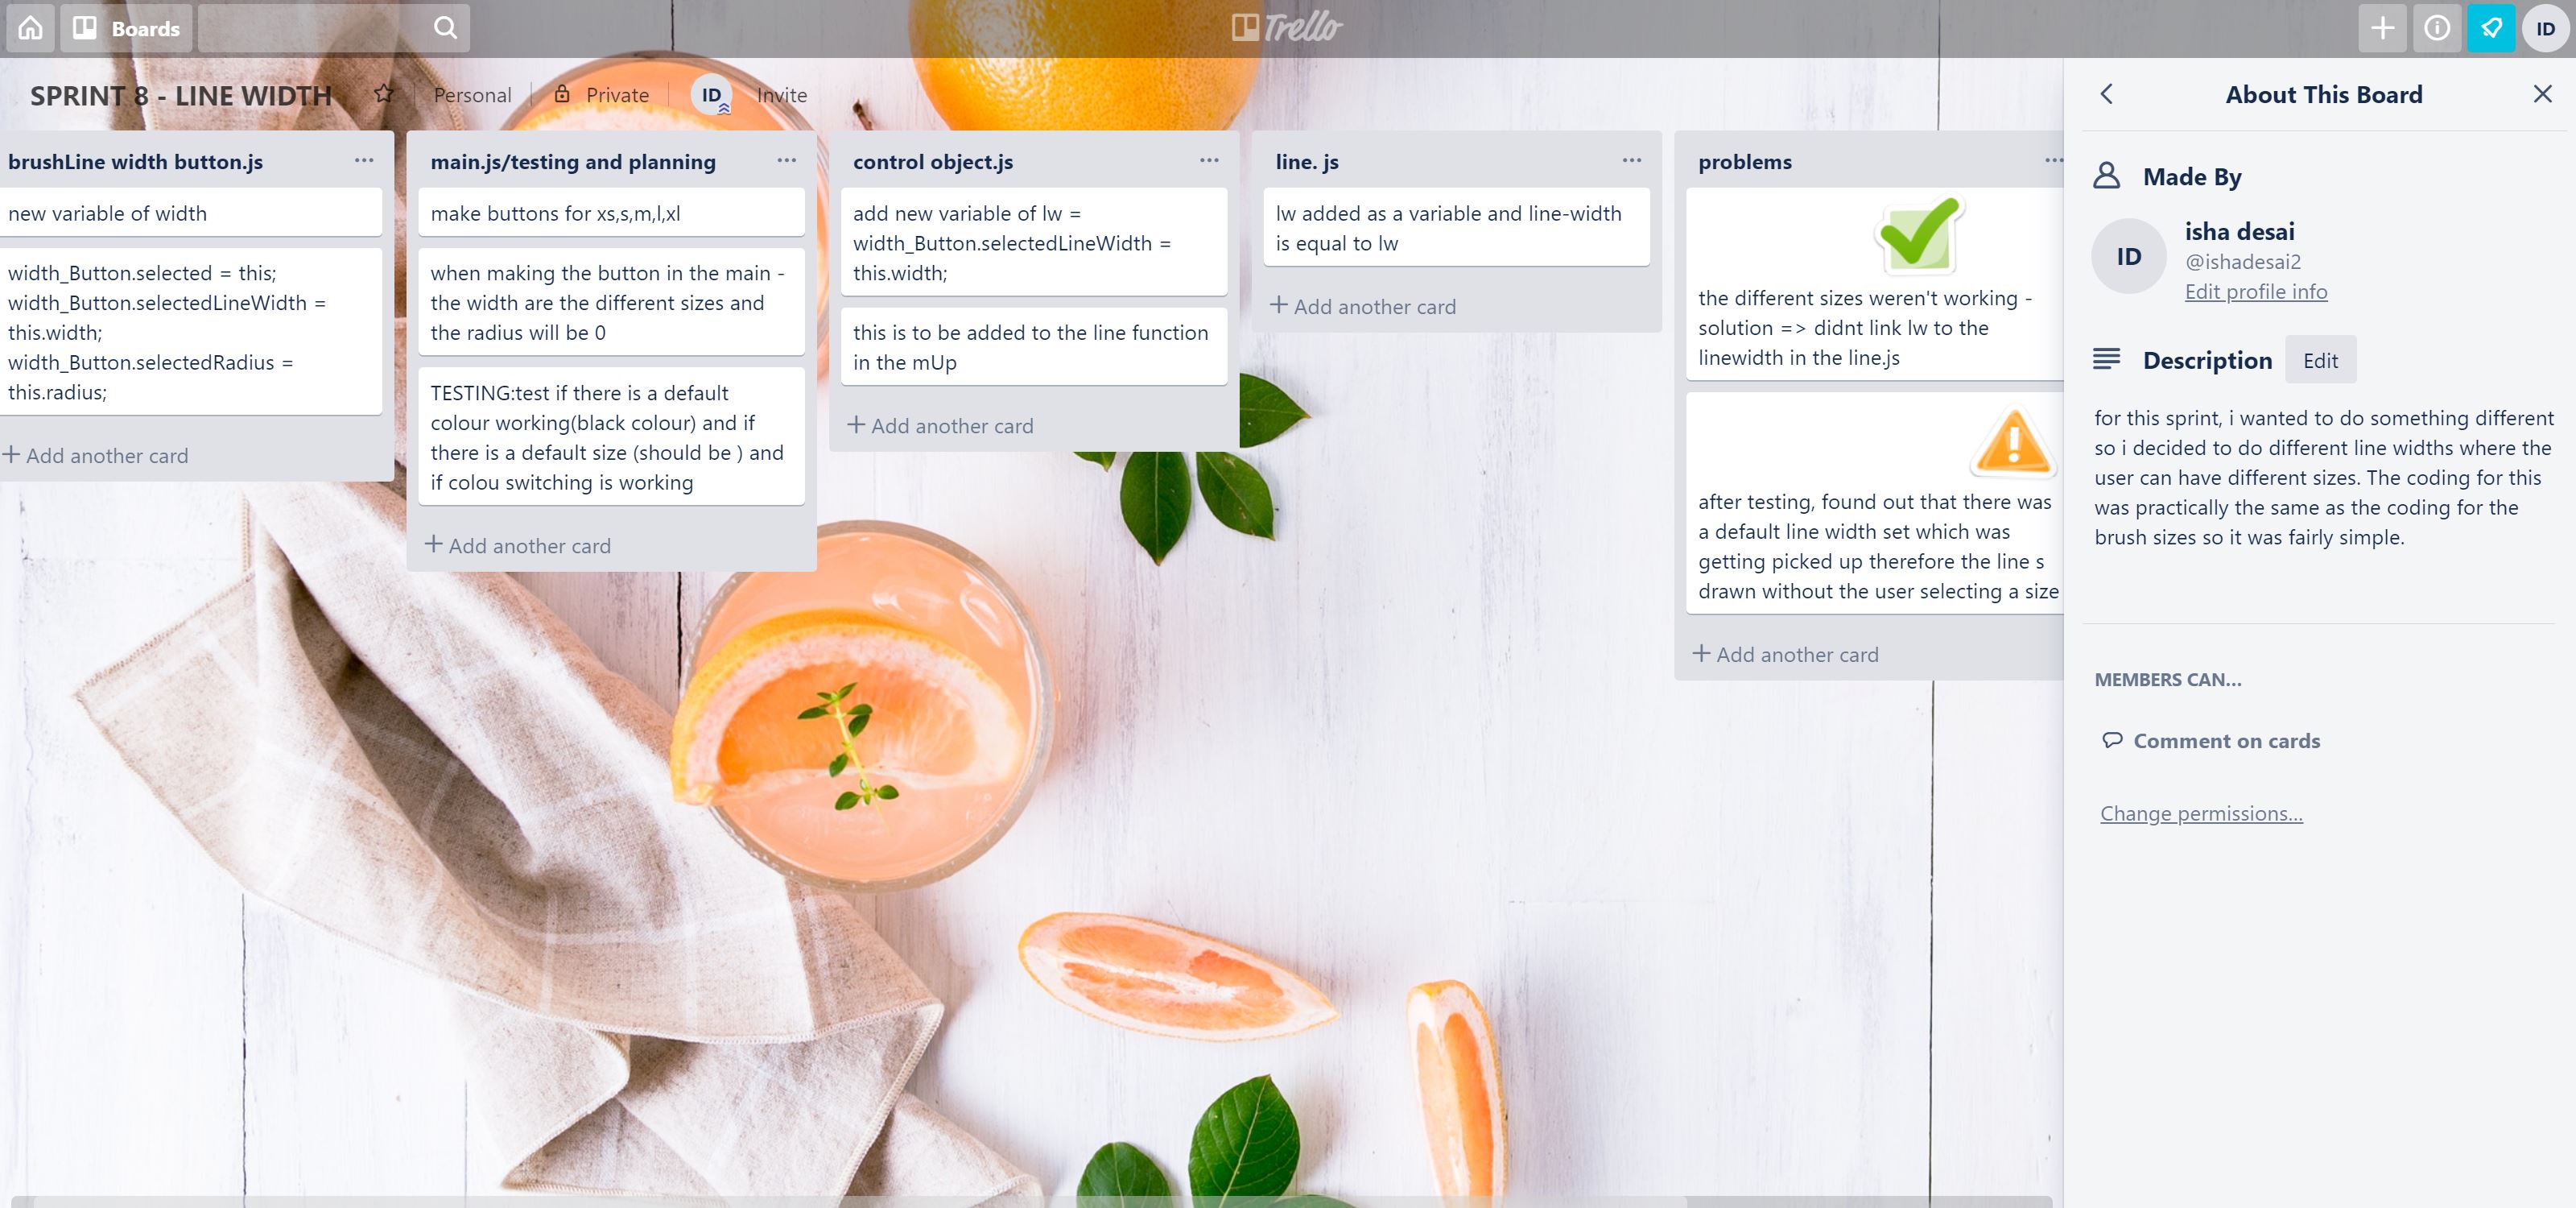 Boards
Trello
ID
SPRINT 8 - LINE WIDTH
Personal
Private
ID
Invite
brushLine width button.js
new variable of width
width_Button.selected = this;
width_Button.selectedLineWidth =
this.width;
width_Button.selectedRadius =
this.radius;
Add another card
main.js/testing and planning
make buttons for xs,s,m,l,xl
when making the button in the main -
the width are the different sizes and
the radius will be 0
TESTING:test if there is a default
colour working(black colour) and if
there is a default size (should be ) and
if colou switching is working
Add another card
control object.js
add new variable of lw =
width_Button.selectedLineWidth =
this.width;
this is to be added to the line function
in the mUp
Add another card
line. js
lw added as a variable and line-width
is equal to lw
Add another card
problems
the different sizes weren't working -
solution => didnt link lw to the
linewidth in the line.js
after testing, found out that there was
a default line width set which was
getting picked up therefore the line s
drawn without the user selecting a size
Add another card
About This Board
Made By
ID
isha desai
@ishadesai2
Edit profile info
Description
Edit
for this sprint, i wanted to do something different
so i decided to do different line widths where the
user can have different sizes. The coding for this
was practically the same as the coding for the
brush sizes so it was fairly simple.
MEMBERS CAN…
Comment on cards
Change permissions…